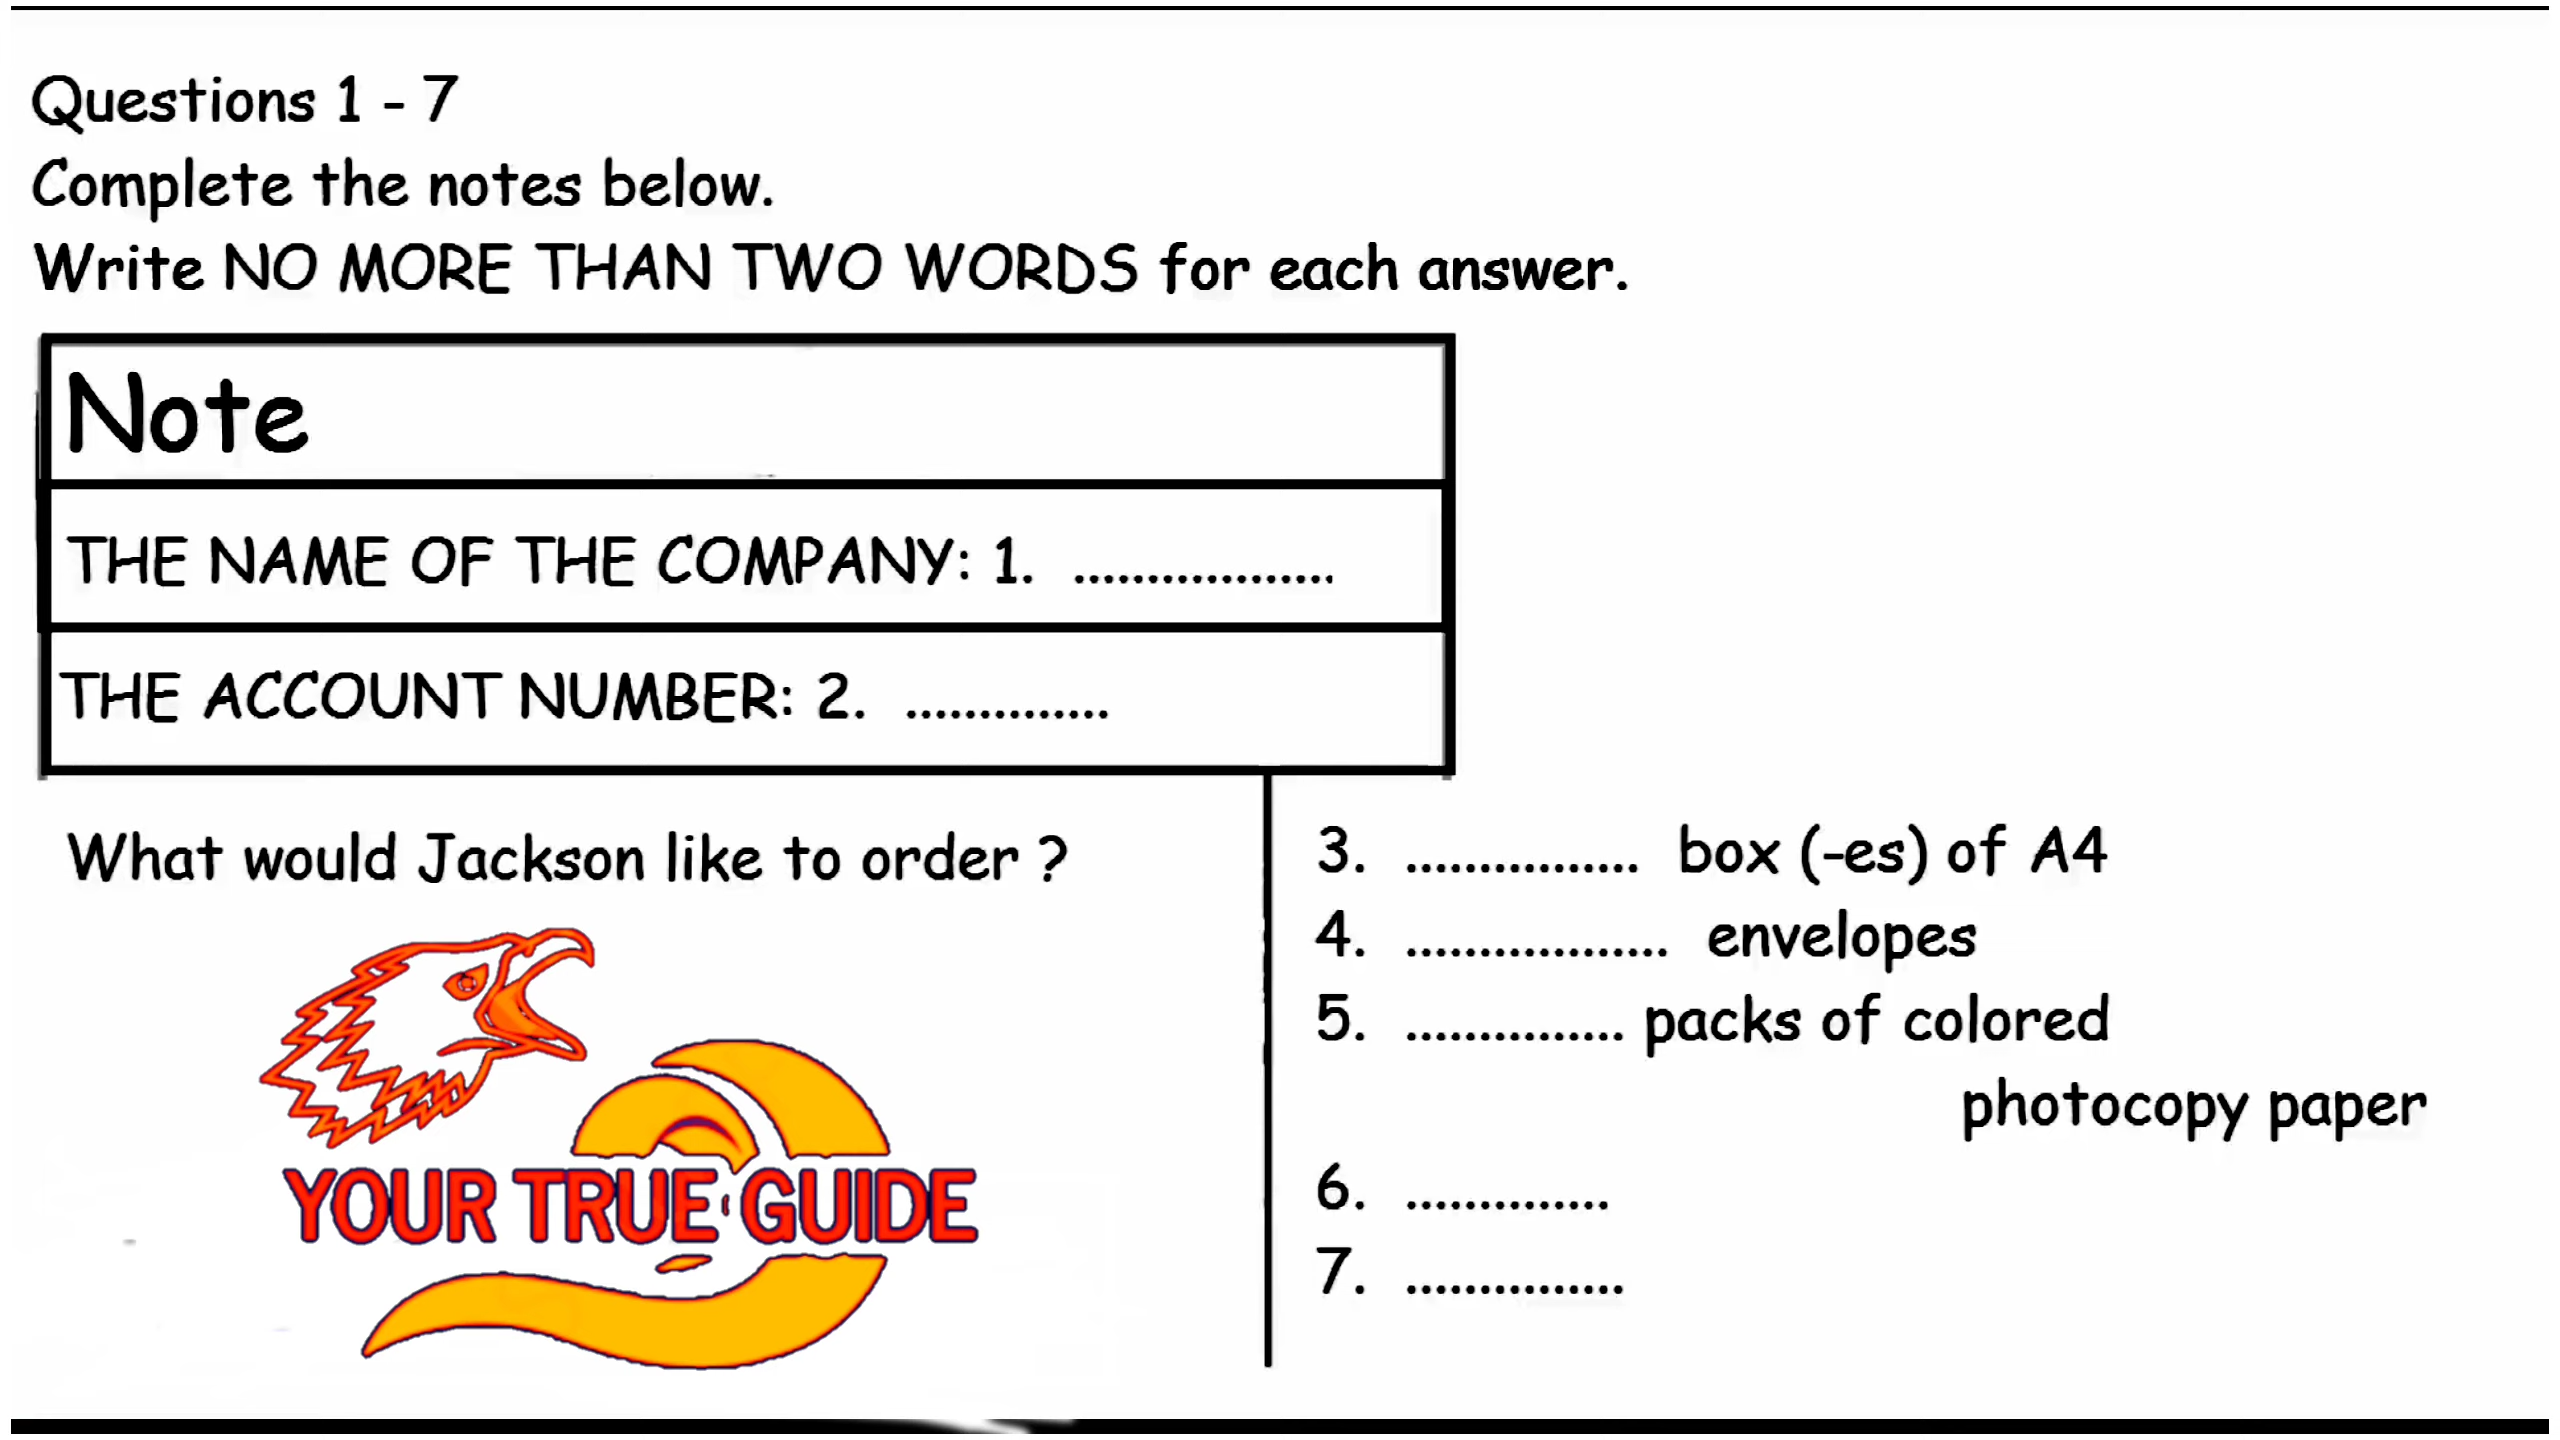 Questions 1 - 7
Complete the notes below.
Write NO MORE THAN TWO WORDS for each answer.
Note
THE NAME OF THE COMPANY: 1. ..................
THE ACCOUNT NUMBER: 2. ..............
What would Jackson like to order ?
YOUR TRUE GUIDE
3. ................ box (-es) of A4
4. .................. envelopes
5. ............... packs of colored
photocopy paper
6. ..............
7. ...............